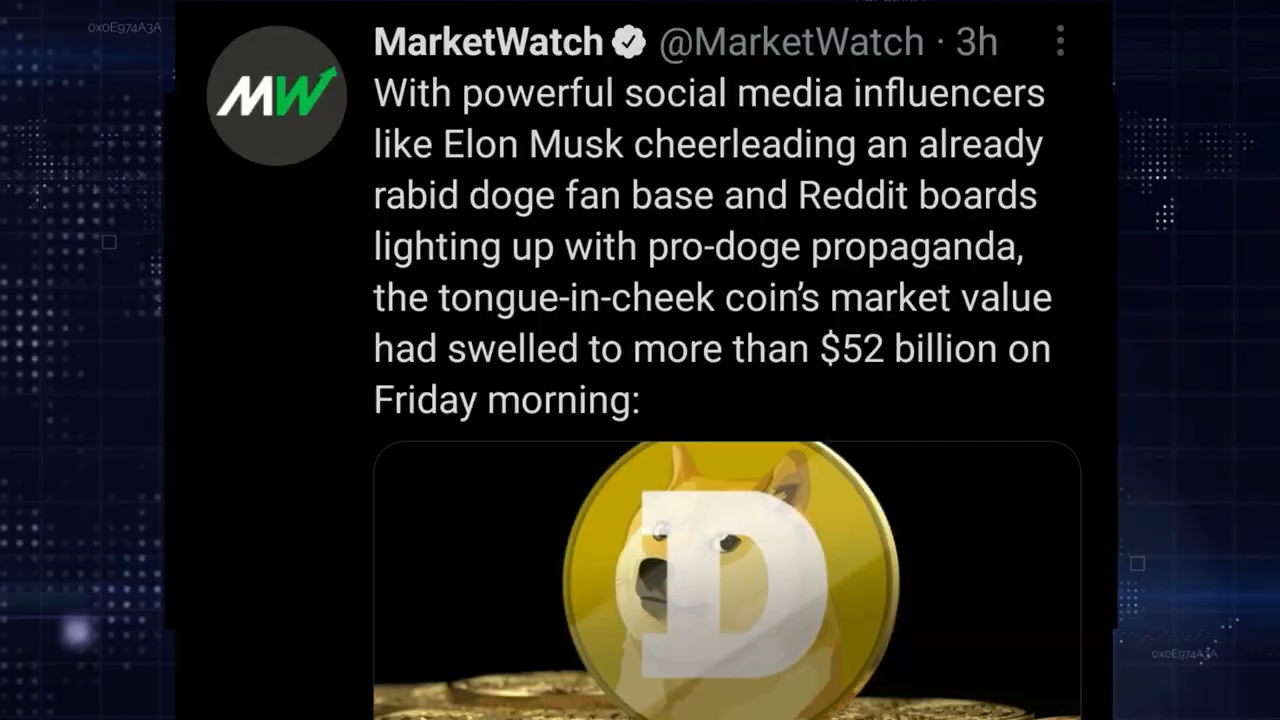 0x0E974A3A
MarketWatch @MarketWatch · 3h
MW
With powerful social media influencers
like Elon Musk cheerleading an already
rabid doge fan base and Reddit boards
lighting up with pro-doge propaganda,
the tongue-in-cheek coin's market value
had swelled to more than $52 billion on
Friday morning:
D
0x0E974A3A